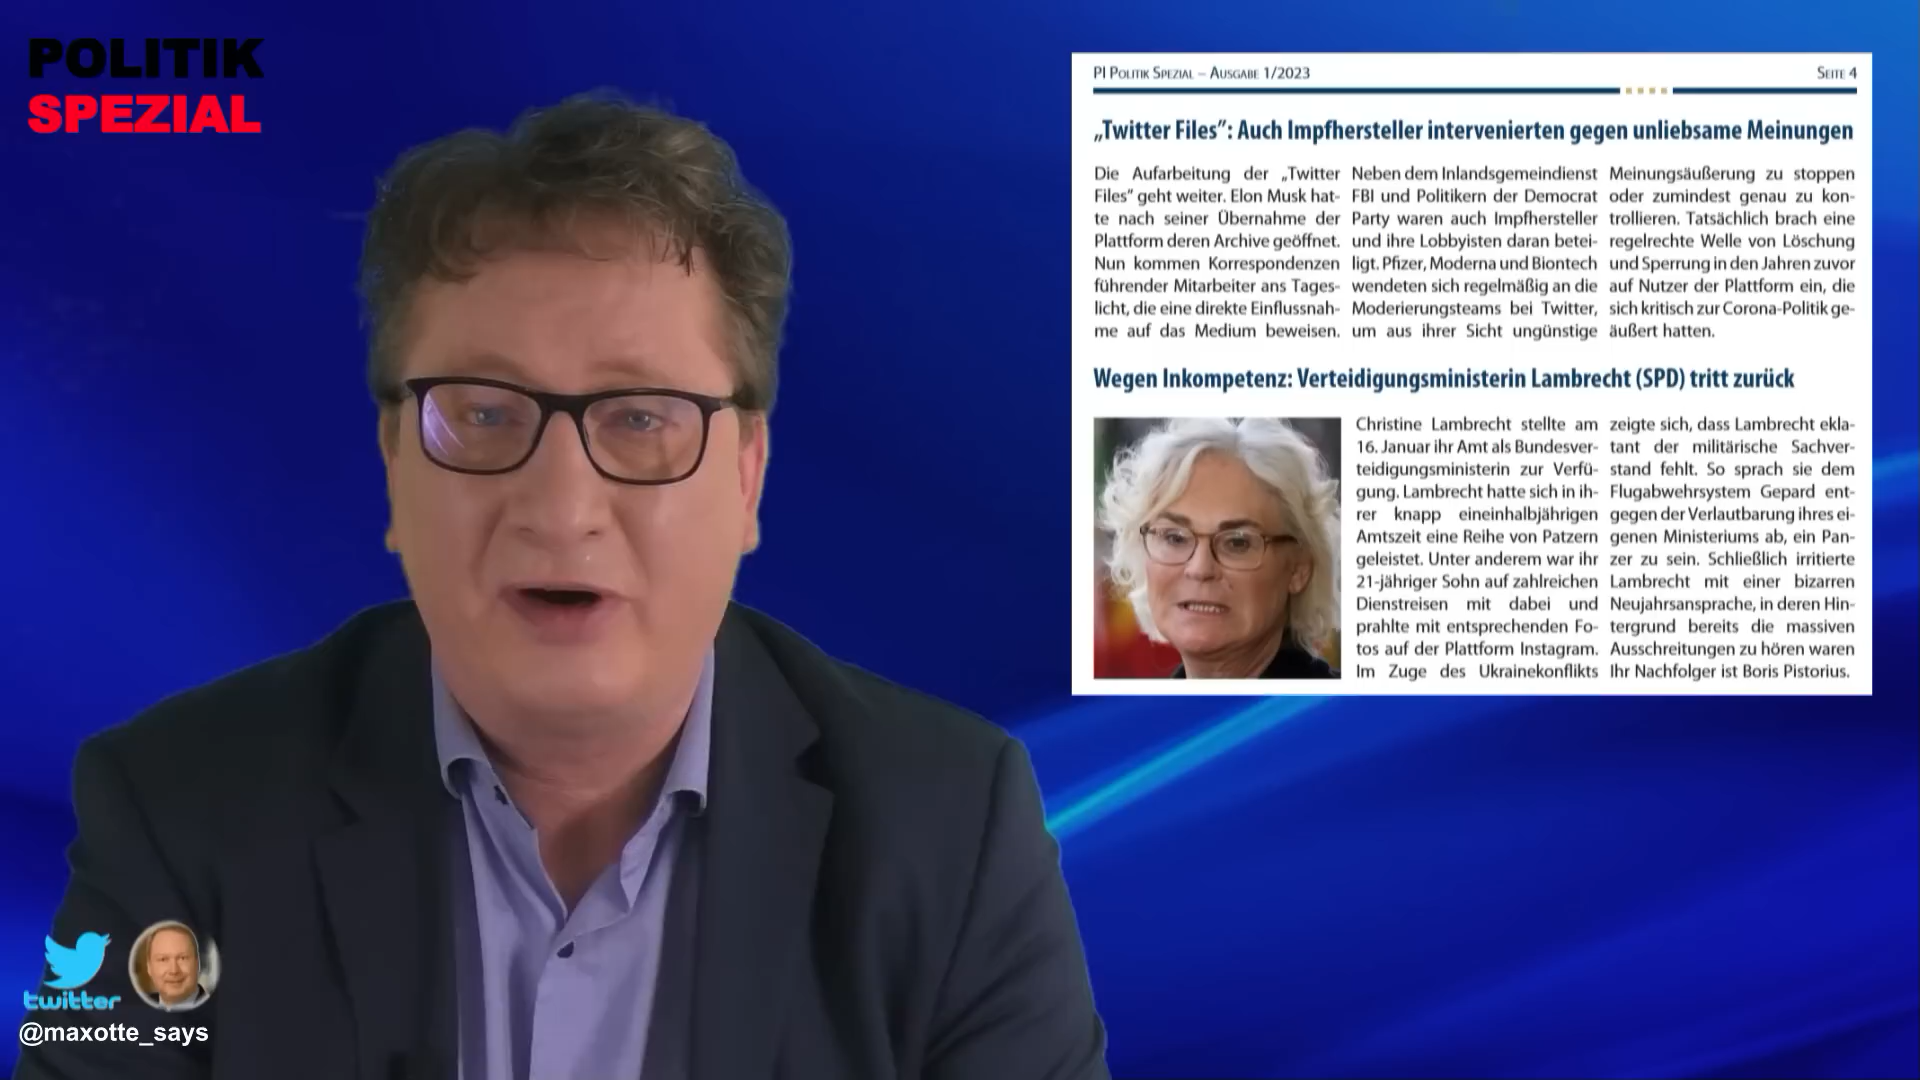 POLITIK
SPEZIAL
PI POLITIK SPEZIAL – AUSGABE 1/2023
SEITE 4
„Twitter Files”: Auch Impfhersteller intervenierten gegen unliebsame Meinungen
Die Aufarbeitung der „Twitter
Files“ geht weiter. Elon Musk hat-
te nach seiner Übernahme der
Plattform deren Archive geöffnet.
Nun kommen Korrespondenzen
führender Mitarbeiter ans Tages-
licht, die eine direkte Einflussnah-
me auf das Medium beweisen.
Neben dem Inlandsgemeindienst
FBI und Politikern der Democrat
Party waren auch Impfhersteller
und ihre Lobbyisten daran betei-
ligt. Pfizer, Moderna und Biontech
wendeten sich regelmäßig an die
Moderierungsteams bei Twitter,
um aus ihrer Sicht ungünstige
Meinungsäußerung zu stoppen
oder zumindest genau zu kon-
trollieren. Tatsächlich brach eine
regelrechte Welle von Löschung
und Sperrung in den Jahren zuvor
auf Nutzer der Plattform ein, die
sich kritisch zur Corona-Politik ge-
äußert hatten.
Wegen Inkompetenz: Verteidigungsministerin Lambrecht (SPD) tritt zurück
Christine Lambrecht stellte am
16. Januar ihr Amt als Bundesver-
teidigungsministerin zur Verfü-
gung. Lambrecht hatte sich in ih-
rer knapp eineinhalbjährigen
Amtszeit eine Reihe von Patzern
geleistet. Unter anderem war ihr
21-jähriger Sohn auf zahlreichen
Dienstreisen mit dabei und
prahlte mit entsprechenden Fo-
tos auf der Plattform Instagram.
Im Zuge des Ukrainekonflikts
zeigte sich, dass Lambrecht ekla-
tant der militärische Sachver-
stand fehlt. So sprach sie dem
Flugabwehrsystem Gepard ent-
gegen der Verlautbarung ihres ei-
genen Ministeriums ab, ein Pan-
zer zu sein. Schließlich irritierte
Lambrecht mit einer bizarren
Neujahrsansprache, in deren Hin-
tergrund bereits die massiven
Ausschreitungen zu hören waren
Ihr Nachfolger ist Boris Pistorius.
twitter
@maxotte_says